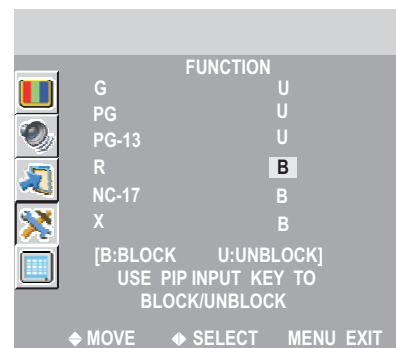 FUNCTION
G U
PG U
PG-13 U
R B
NC-17 B
X B
[B:BLOCK U:UNBLOCK]
USE PIP INPUT KEY TO
BLOCK/UNBLOCK
MOVE SELECT MENU EXIT